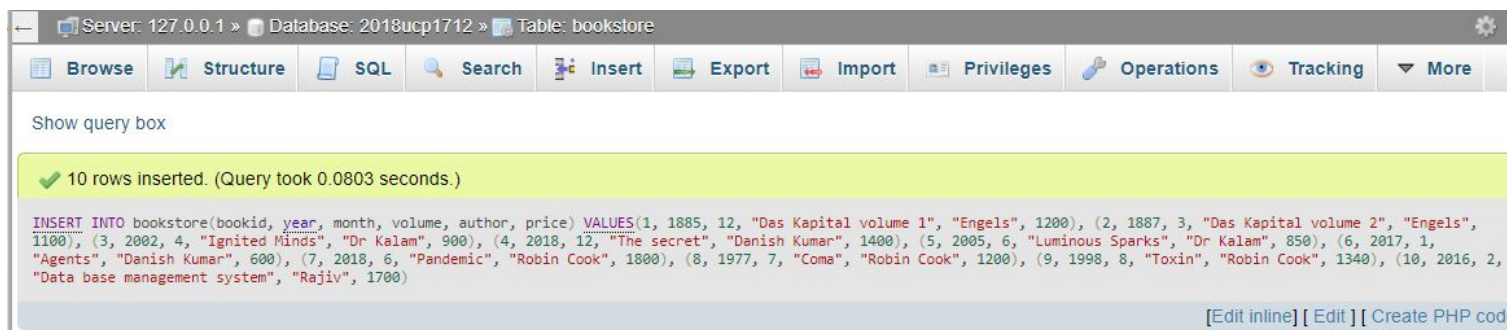 Server: 127.0.0.1 » Database: 2018ucp1712 » Table: bookstore
Browse Structure SQL Search Insert Export Import Privileges Operations Tracking More
Show query box
10 rows inserted. (Query took 0.0803 seconds.)
INSERT INTO bookstore(bookid, year, month, volume, author, price) VALUES(1, 1885, 12, "Das Kapital volume 1", "Engels", 1200), (2, 1887, 3, "Das Kapital volume 2", "Engels",
1100), (3, 2002, 4, "Ignited Minds", "Dr Kalam", 900), (4, 2018, 12, "The secret", "Danish Kumar", 1400), (5, 2005, 6, "Luminous Sparks", "Dr Kalam", 850), (6, 2017, 1,
"Agents", "Danish Kumar", 600), (7, 2018, 6, "Pandemic", "Robin Cook", 1800), (8, 1977, 7, "Coma", "Robin Cook", 1200), (9, 1998, 8, "Toxin", "Robin Cook", 1340), (10, 2016, 2,
"Data base management system", "Rajiv", 1700)
[Edit inline] [ Edit ] [ Create PHP cod